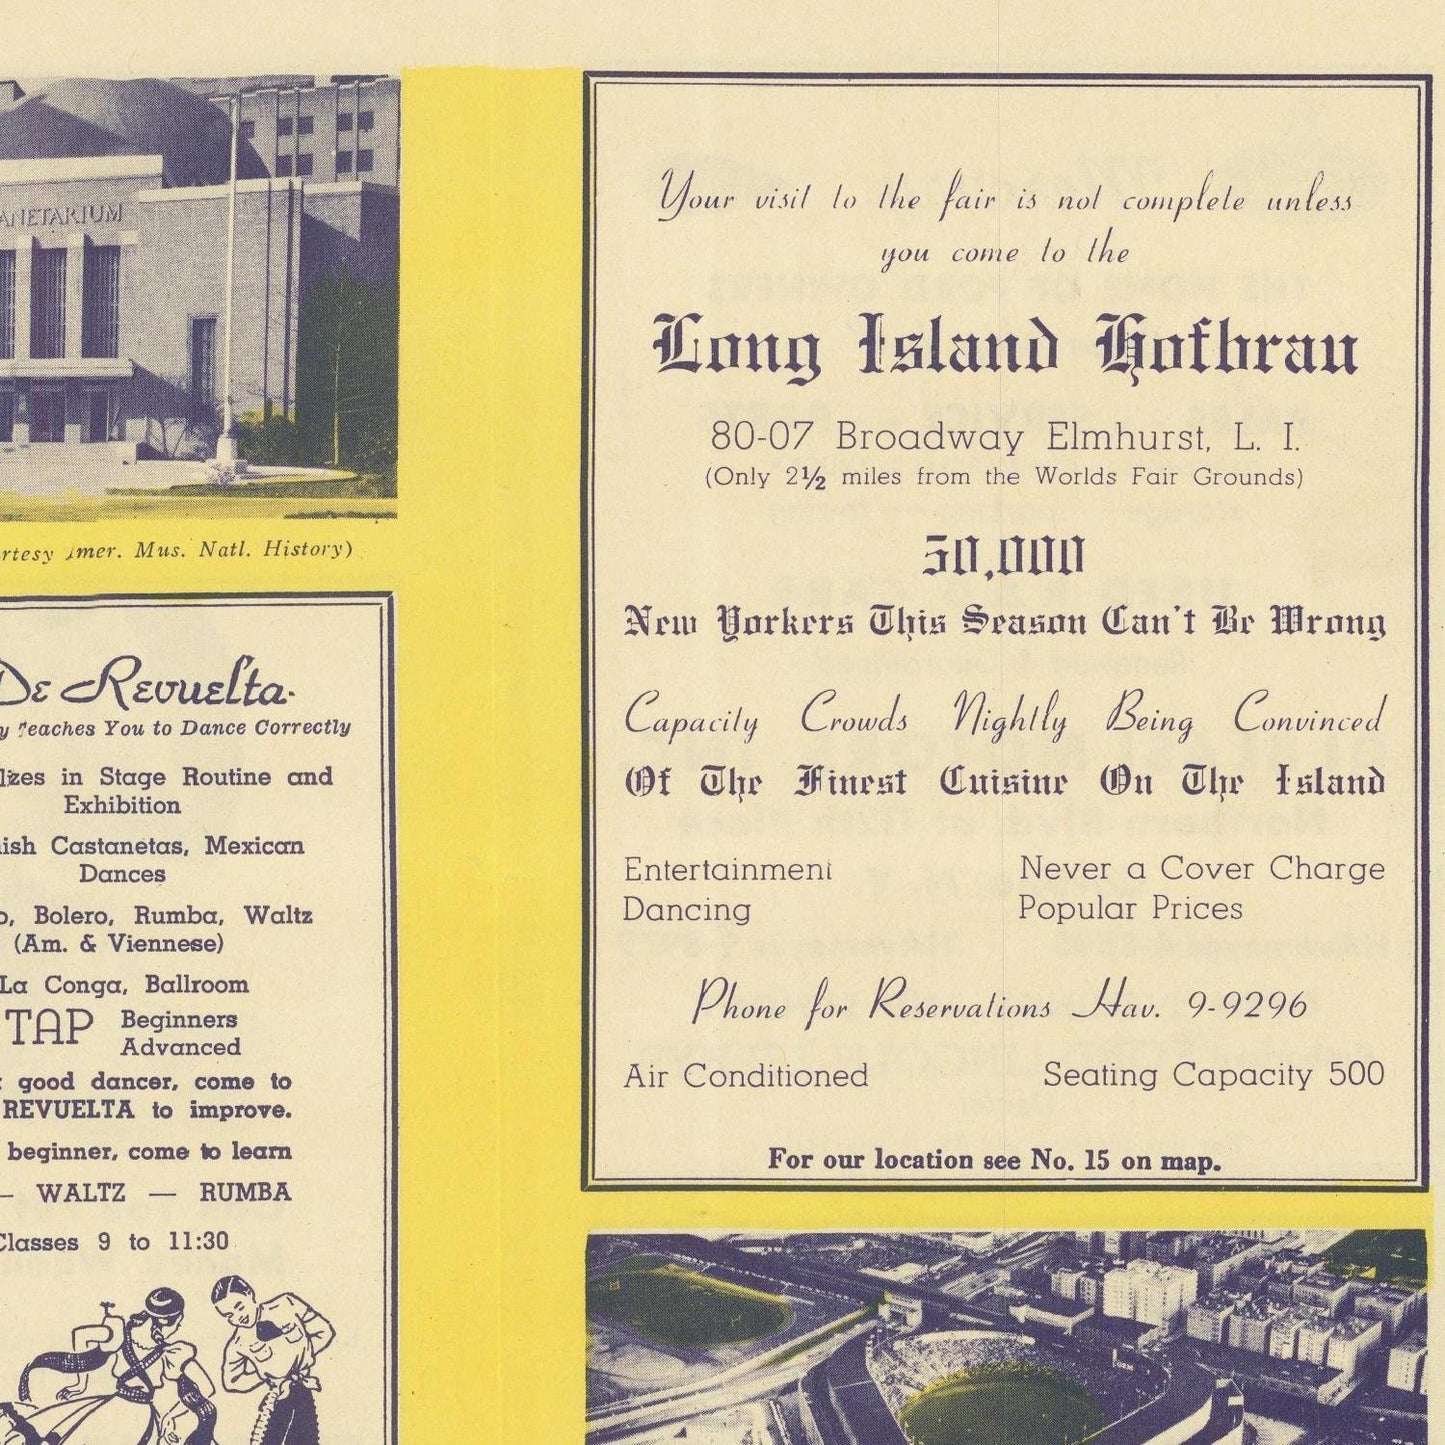 ANETARIUM
rtesy Amer. Mus. Natl. History)
De Revuelta
y Teaches You to Dance Correctly
lizes in Stage Routine and
Exhibition
ish Castanetas, Mexican
Dances
o, Bolero, Rumba, Waltz
(Am. & Viennese)
La Conga, Ballroom
TAP Beginners
Advanced
good dancer, come to
REVUELTA to improve.
beginner, come to learn
— WALTZ — RUMBA
Classes 9 to 11:30
Your visit to the fair is not complete unless
you come to the
Long Island Hofbrau
80-07 Broadway Elmhurst, L. I.
(Only 2½ miles from the Worlds Fair Grounds)
50,000
New Yorkers This Season Can't Be Wrong
Capacity Crowds Nightly Being Convinced
Of The Finest Cuisine On The Island
Entertainment Never a Cover Charge
Dancing Popular Prices
Phone for Reservations Hav. 9-9296
Air Conditioned Seating Capacity 500
For our location see No. 15 on map.